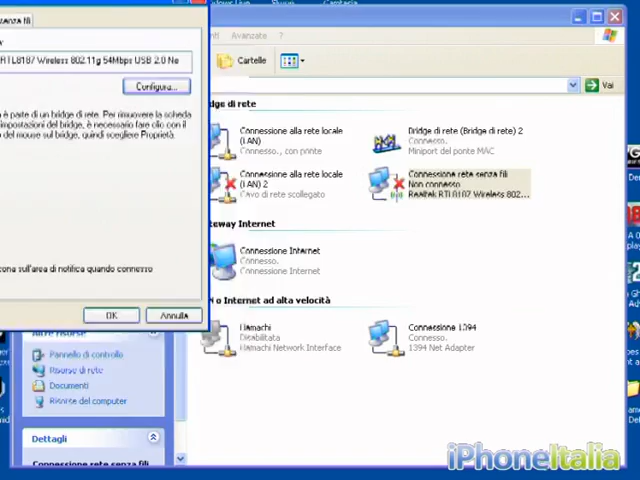 senza fili
RTL8187 Wireless 802.11g 54Mbps USB 2.0 Ne
Configura...
è parte di un bridge di rete. Per rimuovere la scheda
impostazioni del bridge, è necessario fare clic con il
del mouse sul bridge, quindi scegliere Proprietà.
cona sull'area di notifica quando connesso
OK
Annulla
Avanzate
?
Cartelle
Vai
dge di rete
Connessione alla rete locale
(LAN)
Connesso., con ponte
Bridge di rete (Bridge di rete) 2
Connesso.
Miniport del ponte MAC
Connessione alla rete locale
(LAN) 2
Cavo di rete scollegato
Connessione rete senza fili
Non connesso
Realtek RTL8187 Wireless 802...
teway Internet
Connessione Internet
Connesso.
Connessione Internet
N o Internet ad alta velocità
Hamachi
Disabilitata
Hamachi Network Interface
Connessione 1394
Connesso.
1394 Net Adapter
Altre risorse
Pannello di controllo
Risorse di rete
Documenti
Risorse del computer
Dettagli
Connessione rete senza fili
iPhoneItalia